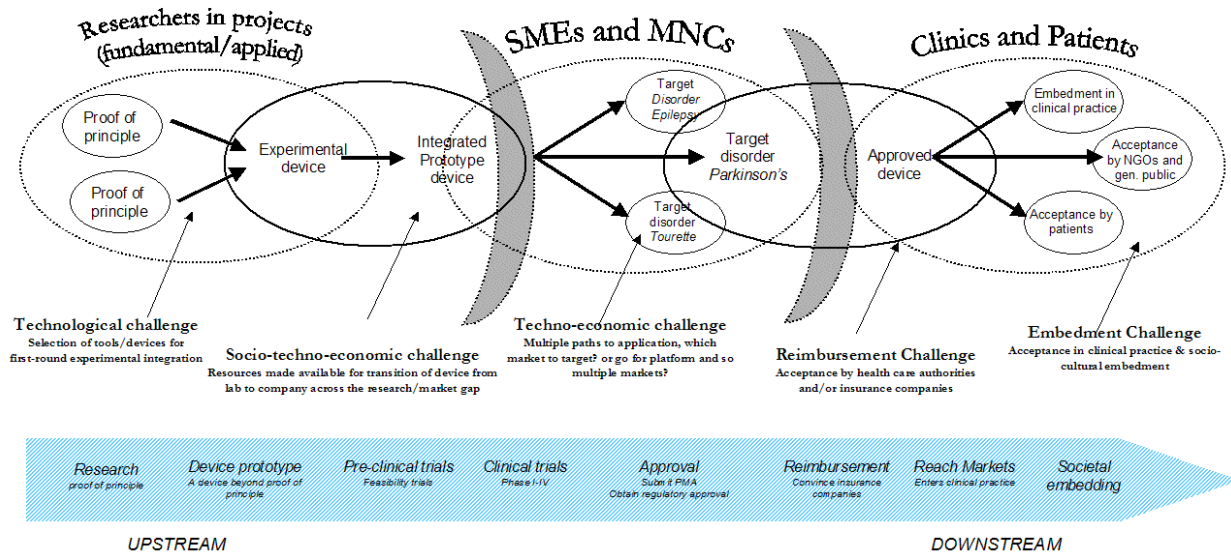 Researchers in projects
(fundamental/applied)
SMEs and MNCs
Clinics and Patients
Proof of
principle
Proof of
principle
Experimental
device
Integrated
Prototype
device
Target
Disorder
Epilepsy
Target
disorder
Parkinson's
Target
disorder
Tourette
Approved
device
Embedment in
clinical practice
Acceptance
by NGOs and
gen. public
Acceptance by
patients
Technological challenge
Selection of tools/devices for
first-round experimental integration
Socio-techno-economic challenge
Resources made available for transition of device from
lab to company across the research/market gap
Techno-economic challenge
Multiple paths to application, which
market to target? or go for platform and so
multiple markets?
Reimbursement Challenge
Acceptance by health care authorities
and/or insurance companies
Embedment Challenge
Acceptance in clinical practice & socio-
cultural embedment
Research
proof of principle
Device prototype
A device beyond proof of
principle
Pre-clinical trials
Feasibility trials
Clinical trials
Phase I-IV
Approval
Submit PMA
Obtain regulatory approval
Reimbursement
Convince insurance
companies
Reach Markets
Enters clinical practice
Societal
embedding
UPSTREAM
DOWNSTREAM